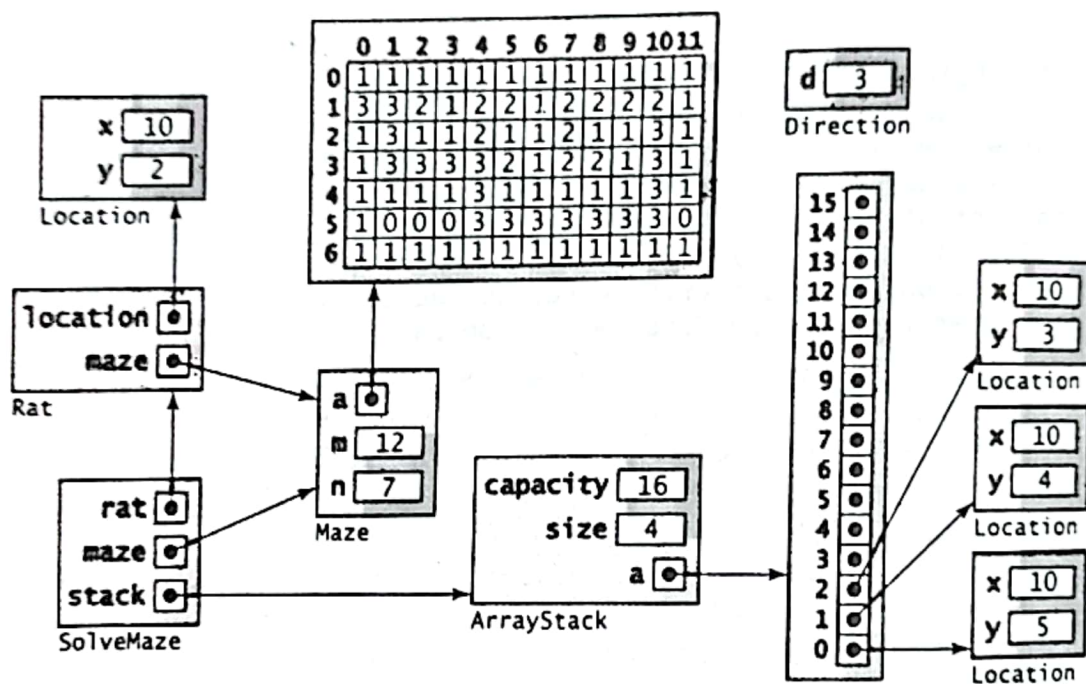 0 1 2 3 4 5 6 7 8 9 10 11
0 1 1 1 1 1 1 1 1 1 1 1 1
1 3 3 2 1 2 2 1 2 2 2 2 1
2 1 3 1 1 2 1 1 2 1 1 3 1
3 1 3 3 3 3 2 1 2 2 1 3 1
4 1 1 1 1 3 1 1 1 1 1 3 1
5 1 0 0 0 3 3 3 3 3 3 3 0
6 1 1 1 1 1 1 1 1 1 1 1 1
d 3
Direction
x 10
y 2
Location
location
maze
Rat
a
m 12
n 7
Maze
rat
maze
stack
SolveMaze
capacity 16
size 4
a
ArrayStack
15
14
13
12
11
10
9
8
7
6
5
4
3
2
1
0
x 10
y 3
Location
x 10
y 4
Location
x 10
y 5
Location